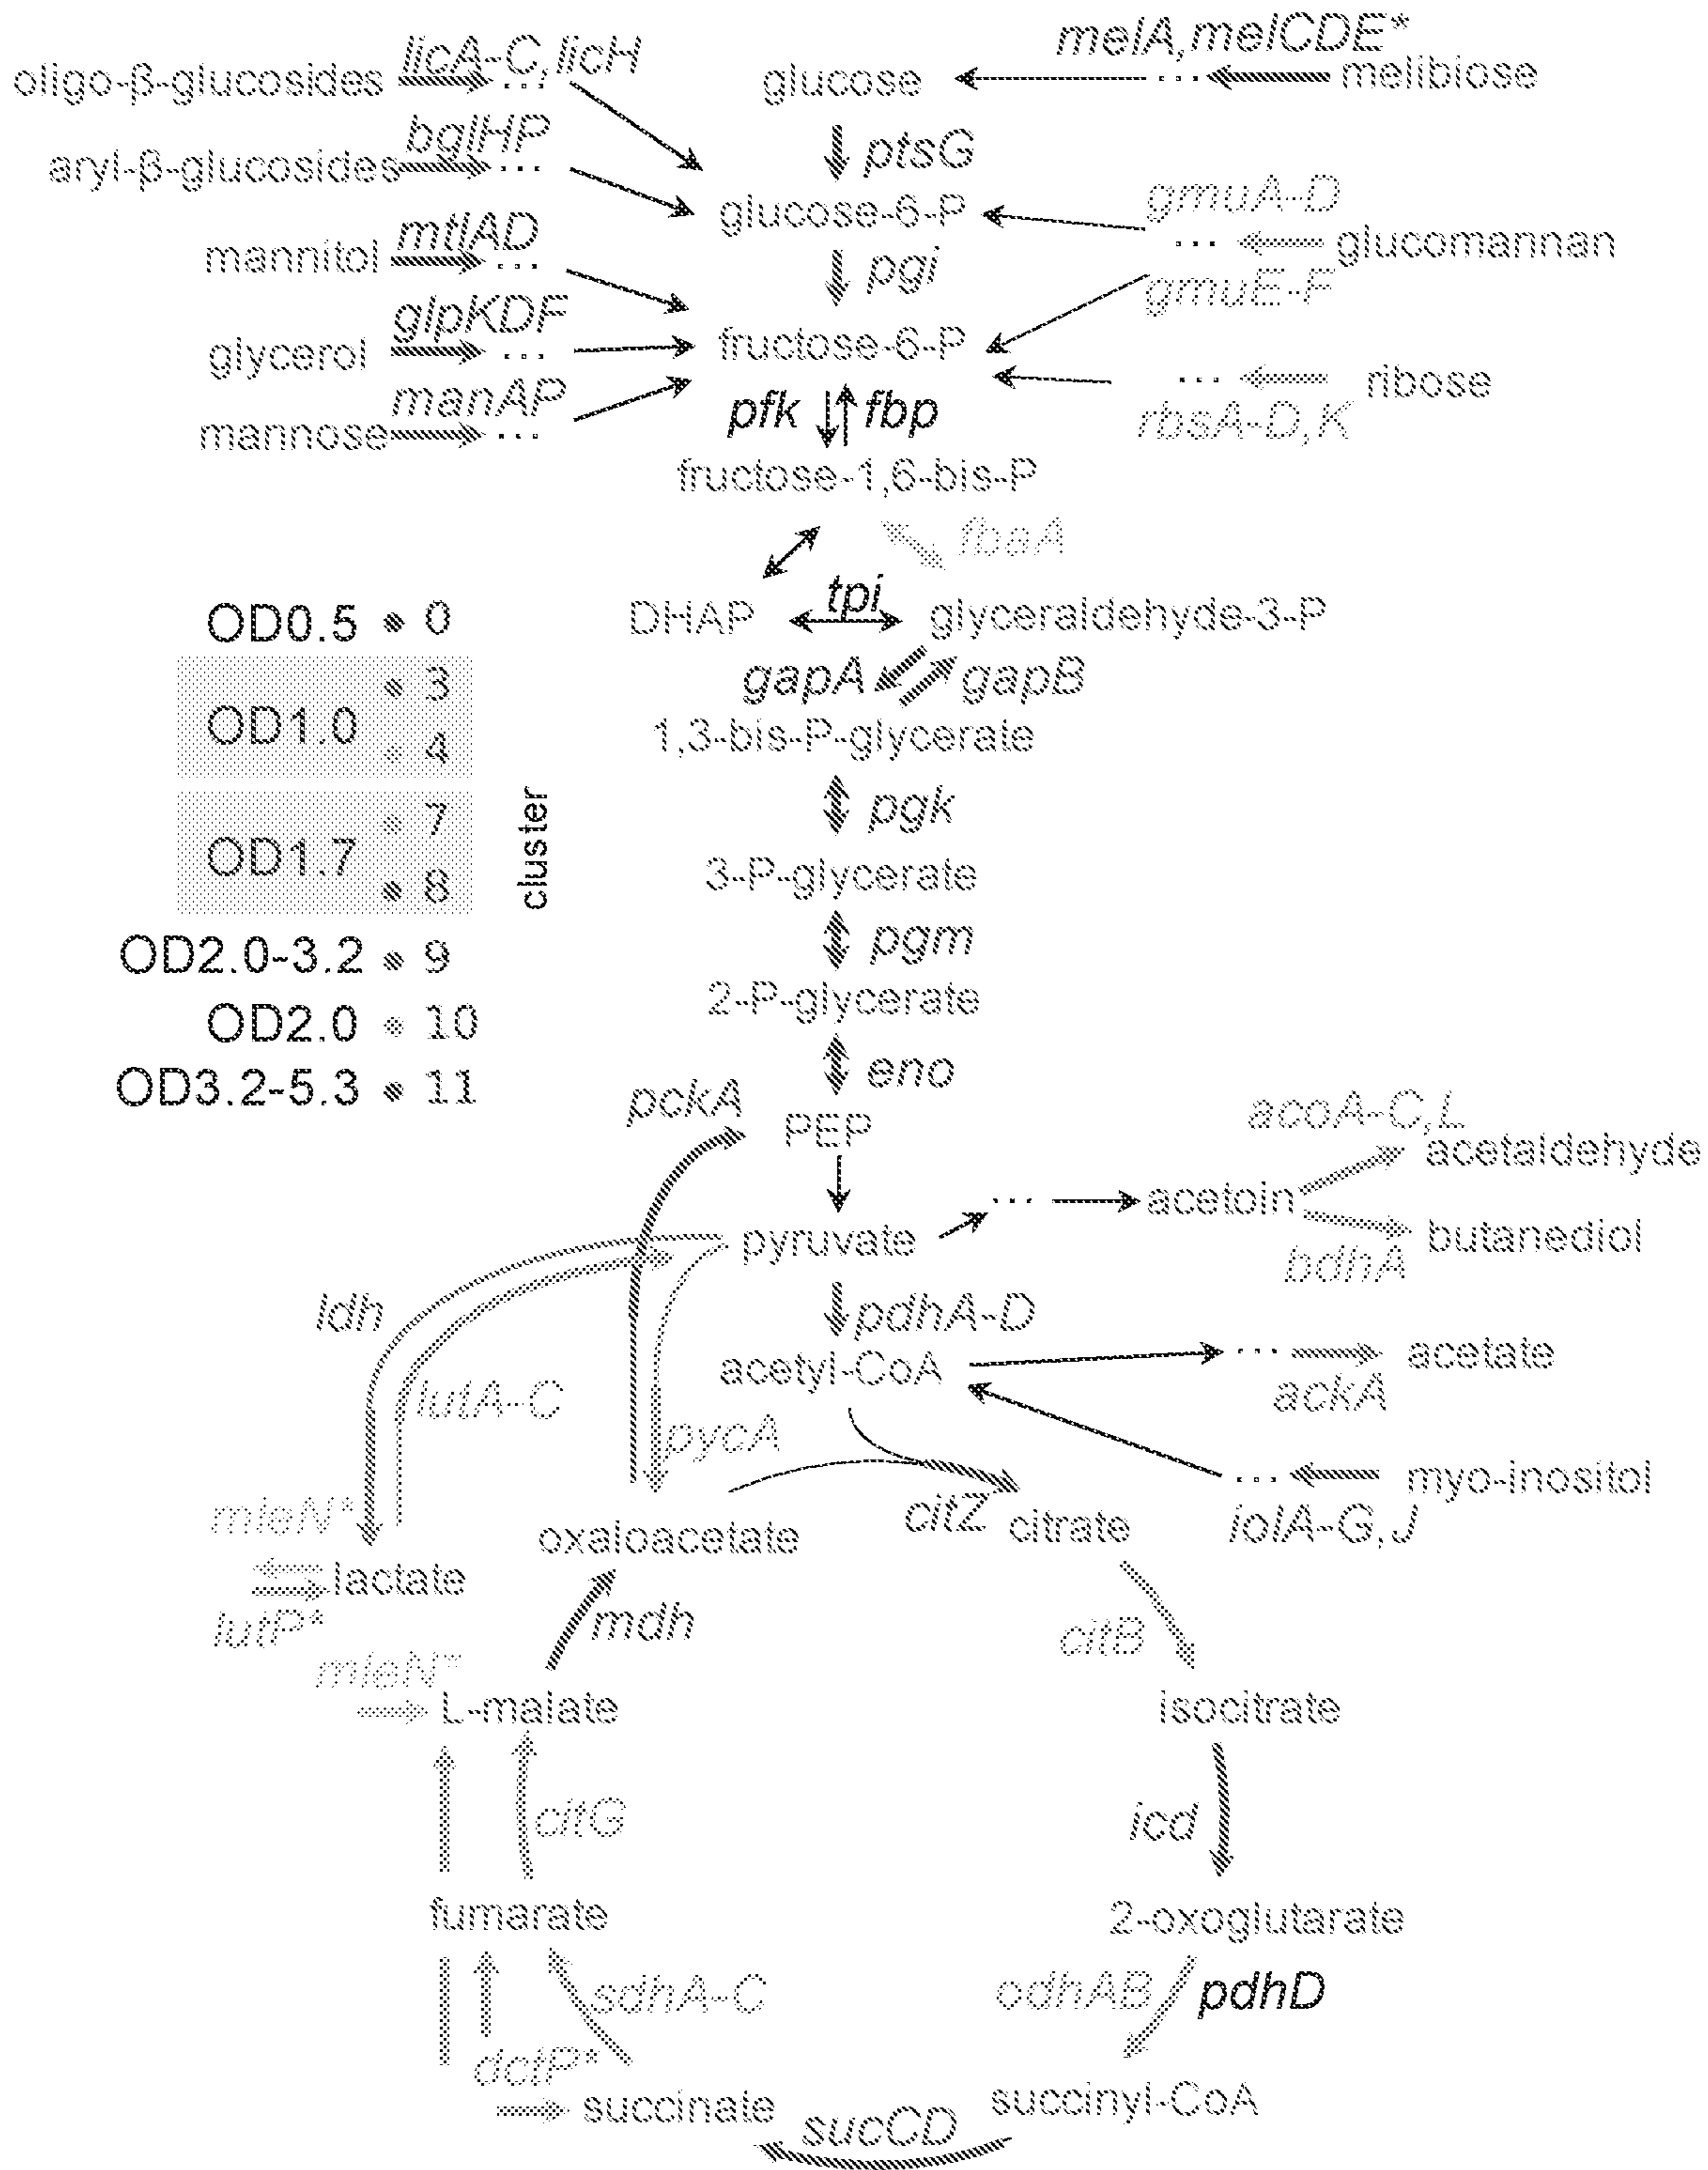 licA-C,licH
melA,melCDE*
oligo-β-glucosides ...
glucose ... melibiose
bglHP
ptsG
aryl-β-glucosides ...
gmuA-D
glucose-6-P
mtlAD
mannitol ...
... glucomannan
pgi
gmuE-F
glpKDF
glycerol ...
fructose-6-P
... ribose
manAP
pfk fbp
rbsA-D,K
mannose ...
fructose-1,6-bis-P
fbaA
tpi
DHAP glyceraldehyde-3-P
gapA gapB
1,3-bis-P-glycerate
OD0.5 0
3
OD1.0
4
7
OD1.7
8
OD2.0-3.2 9
OD2.0 10
OD3.2-5.3 11
cluster
pgk
3-P-glycerate
pgm
2-P-glycerate
eno
pckA
PEP
acoA-C,L
acetaldehyde
... acetoin
pyruvate
butanediol
bdhA
ldh
pdhA-D
acetyl-CoA
... acetate
ackA
lutA-C
pycA
... myo-inositol
iolA-G,J
mleN*
citZ citrate
oxaloacetate
lactate
lutP*
mdh
citB
mleN*
L-malate
isocitrate
citG
icd
fumarate
2-oxoglutarate
sdhA-C
odhAB pdhD
dctP*
succinate
succinyl-CoA
sucCD